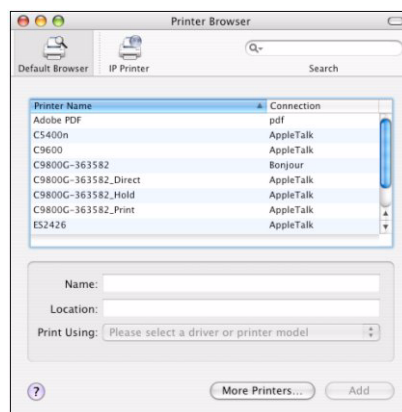 Printer Browser
Default Browser IP Printer Search
Printer Name Connection
Adobe PDF pdf
C5400n AppleTalk
C9600 AppleTalk
C9800G-363582 Bonjour
C9800G-363582_Direct AppleTalk
C9800G-363582_Hold AppleTalk
C9800G-363582_Print AppleTalk
ES2426 AppleTalk
Name:
Location:
Print Using: Please select a driver or printer model
? More Printers... Add